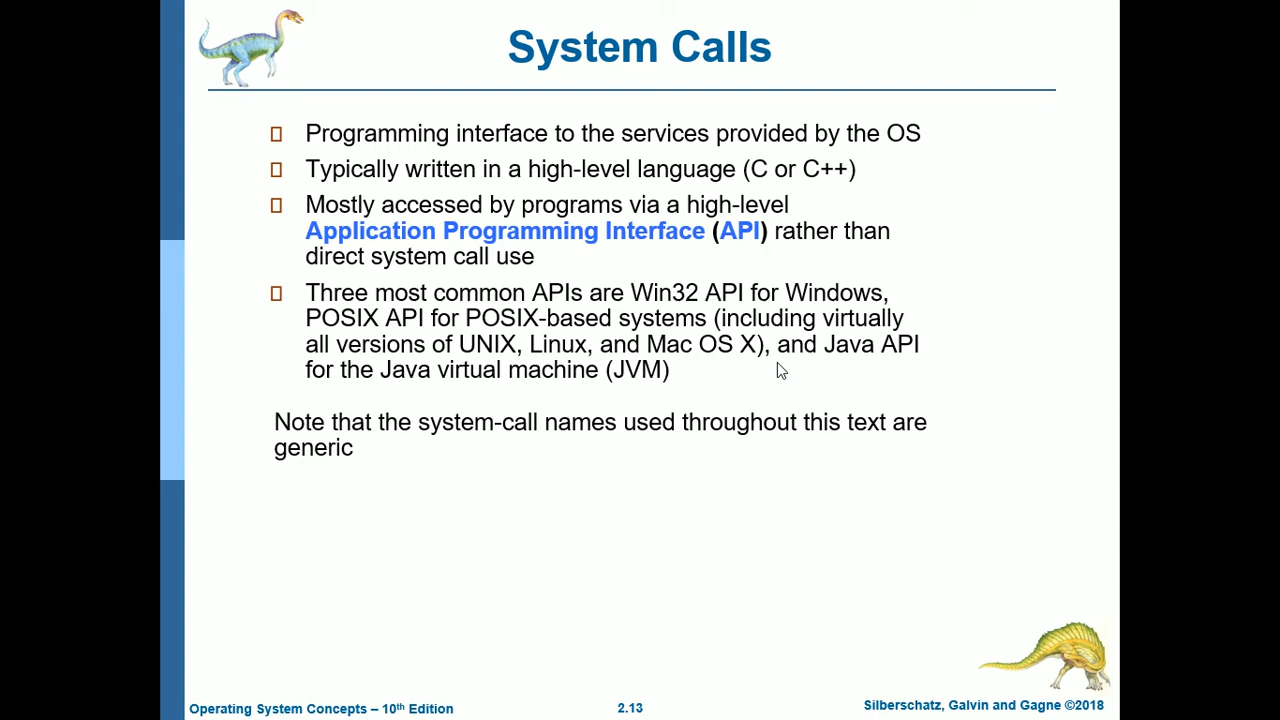 System Calls
Programming interface to the services provided by the OS
Typically written in a high-level language (C or C++)
Mostly accessed by programs via a high-level
Application Programming Interface (API) rather than
direct system call use
Three most common APIs are Win32 API for Windows,
POSIX API for POSIX-based systems (including virtually
all versions of UNIX, Linux, and Mac OS X), and Java API
for the Java virtual machine (JVM)
Note that the system-call names used throughout this text are
generic
Operating System Concepts – 10th Edition
2.13
Silberschatz, Galvin and Gagne ©2018